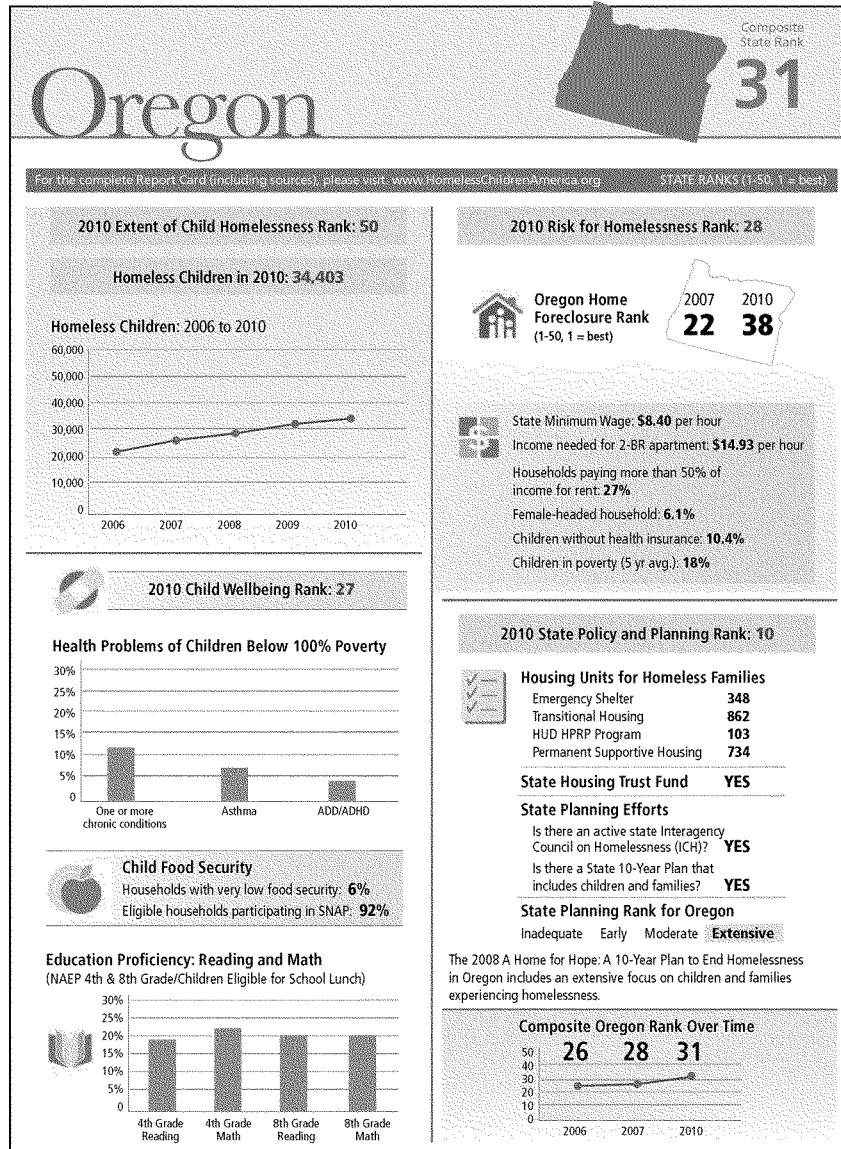 Oregon
Composite
State Rank
31
For the complete Report Card (including sources), please visit: www.HomelessChildrenAmerica.org
STATE RANKS (1-50, 1 = best)
2010 Extent of Child Homelessness Rank: 50
Homeless Children in 2010: 34,403
Homeless Children: 2006 to 2010
60,000
50,000
40,000
30,000
20,000
10,000
0
2006 2007 2008 2009 2010
2010 Child Wellbeing Rank: 27
Health Problems of Children Below 100% Poverty
30%
25%
20%
15%
10%
5%
0
One or more
chronic conditions
Asthma
ADD/ADHD
Child Food Security
Households with very low food security: 6%
Eligible households participating in SNAP: 92%
Education Proficiency: Reading and Math
(NAEP 4th & 8th Grade/Children Eligible for School Lunch)
30%
25%
20%
15%
10%
5%
0
4th Grade
Reading
4th Grade
Math
8th Grade
Reading
8th Grade
Math
2010 Risk for Homelessness Rank: 28
Oregon Home
Foreclosure Rank
(1-50, 1 = best)
2007 2010
22 38
$
State Minimum Wage: $8.40 per hour
Income needed for 2-BR apartment: $14.93 per hour
Households paying more than 50% of
income for rent: 27%
Female-headed household: 6.1%
Children without health insurance: 10.4%
Children in poverty (5 yr avg.): 18%
2010 State Policy and Planning Rank: 10
Housing Units for Homeless Families
Emergency Shelter 348
Transitional Housing 862
HUD HPRP Program 103
Permanent Supportive Housing 734
State Housing Trust Fund YES
State Planning Efforts
Is there an active state Interagency
Council on Homelessness (ICH)? YES
Is there a State 10-Year Plan that
includes children and families? YES
State Planning Rank for Oregon
Inadequate Early Moderate Extensive
The 2008 A Home for Hope: A 10-Year Plan to End Homelessness
in Oregon includes an extensive focus on children and families
experiencing homelessness.
Composite Oregon Rank Over Time
50
40
30
20
10
0
26 28 31
2006 2007 2010